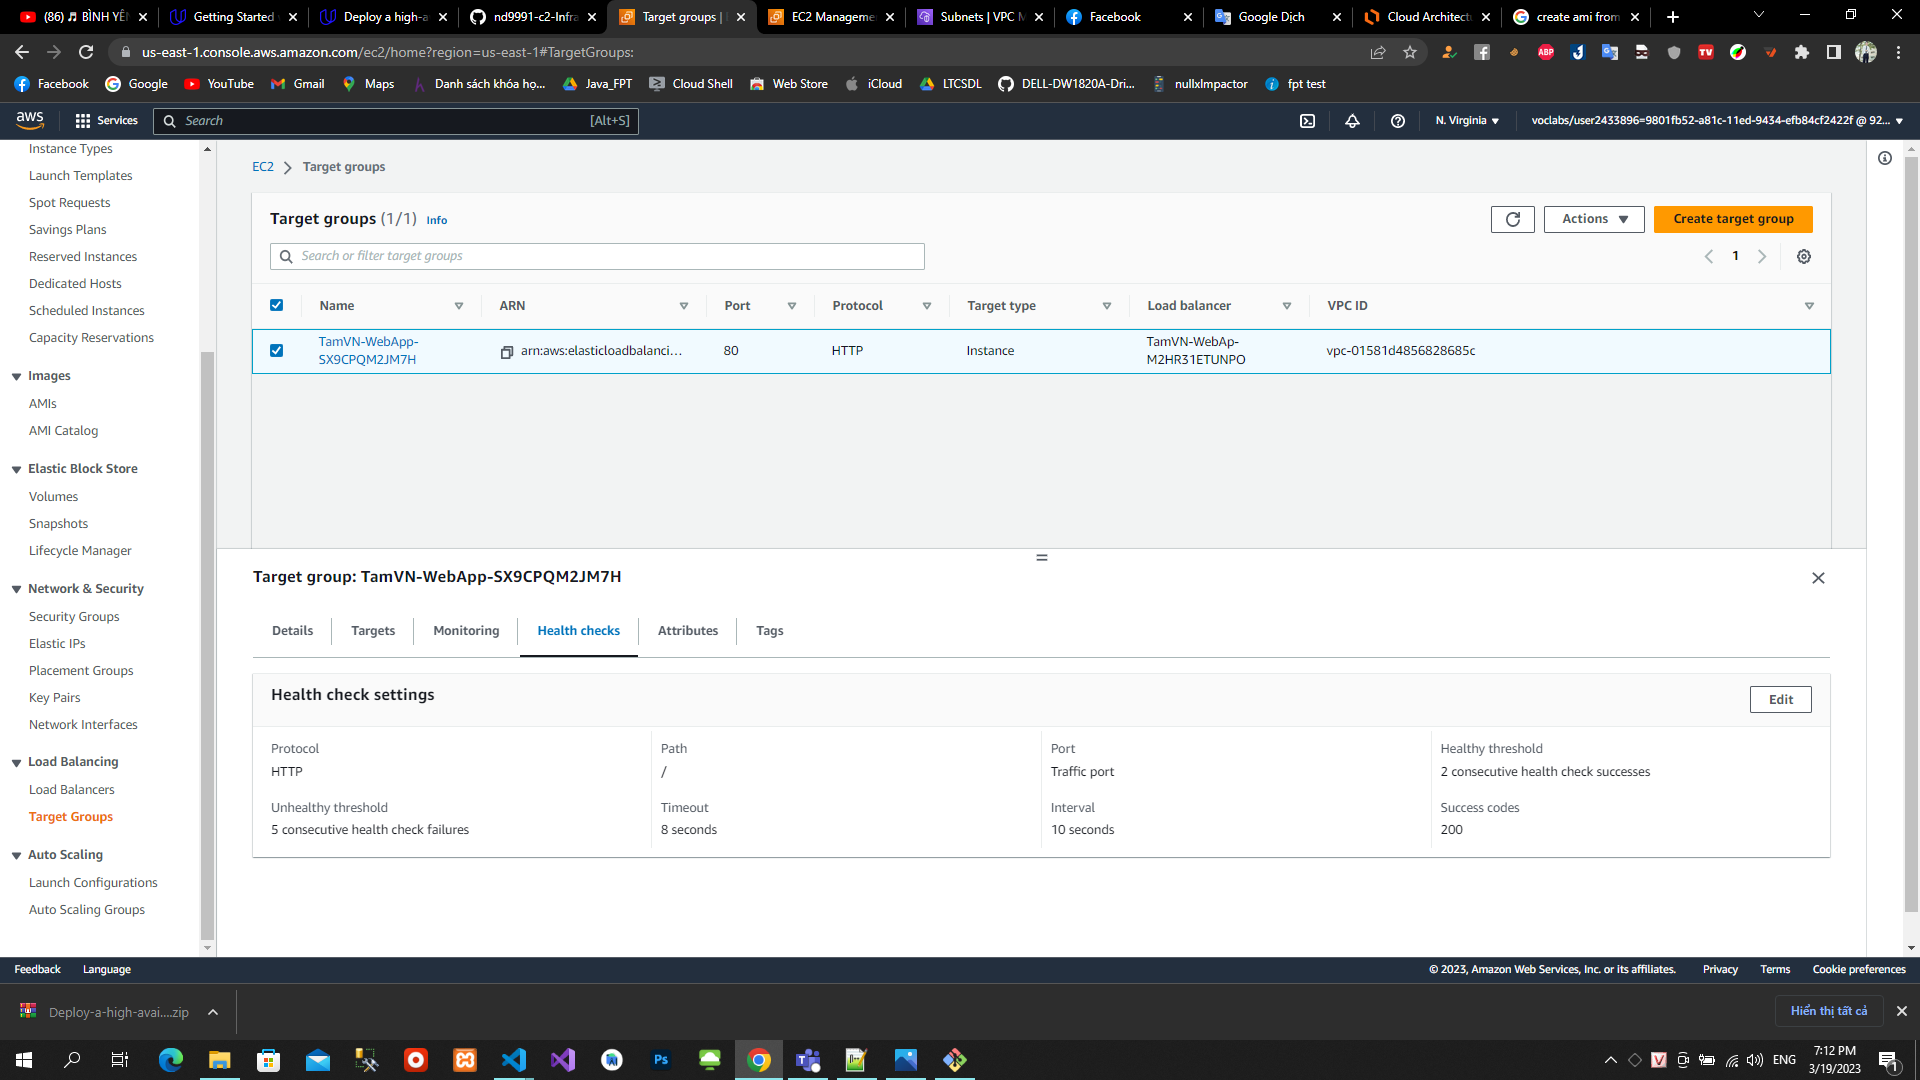 (86) ♬ BÌNH YÊN
Getting Started
Deploy a high-a
nd9991-c2-Infra
Target groups |
EC2 Manageme
Subnets | VPC M
Facebook
Google Dịch
Cloud Architect
create ami from
us-east-1.console.aws.amazon.com/ec2/home?region=us-east-1#TargetGroups:
Facebook
Google
YouTube
Gmail
Maps
Danh sách khóa họ...
Java_FPT
Cloud Shell
Web Store
iCloud
LTCSDL
DELL-DW1820A-Dri...
nullxImpactor
fpt test
aws
Services
Search
[Alt+S]
N. Virginia
voclabs/user2433896=9801fb52-a81c-11ed-9434-efb84cf2422f @ 92...
Instance Types
Launch Templates
Spot Requests
Savings Plans
Reserved Instances
Dedicated Hosts
Scheduled Instances
Capacity Reservations
Images
AMIs
AMI Catalog
Elastic Block Store
Volumes
Snapshots
Lifecycle Manager
Network & Security
Security Groups
Elastic IPs
Placement Groups
Key Pairs
Network Interfaces
Load Balancing
Load Balancers
Target Groups
Auto Scaling
Launch Configurations
Auto Scaling Groups
EC2 > Target groups
Target groups (1/1) Info
Actions
Create target group
Search or filter target groups
1
Name
ARN
Port
Protocol
Target type
Load balancer
VPC ID
TamVN-WebApp-
SX9CPQM2JM7H
arn:aws:elasticloadbalanci...
80
HTTP
Instance
TamVN-WebAp-
M2HR31ETUNPO
vpc-01581d4856828685c
Target group: TamVN-WebApp-SX9CPQM2JM7H
Details
Targets
Monitoring
Health checks
Attributes
Tags
Health check settings
Edit
Protocol
HTTP
Path
/
Port
Traffic port
Healthy threshold
2 consecutive health check successes
Unhealthy threshold
5 consecutive health check failures
Timeout
8 seconds
Interval
10 seconds
Success codes
200
Feedback
Language
© 2023, Amazon Web Services, Inc. or its affiliates.
Privacy
Terms
Cookie preferences
Deploy-a-high-avai....zip
Hiển thị tất cả
ENG
7:12 PM
3/19/2023
1